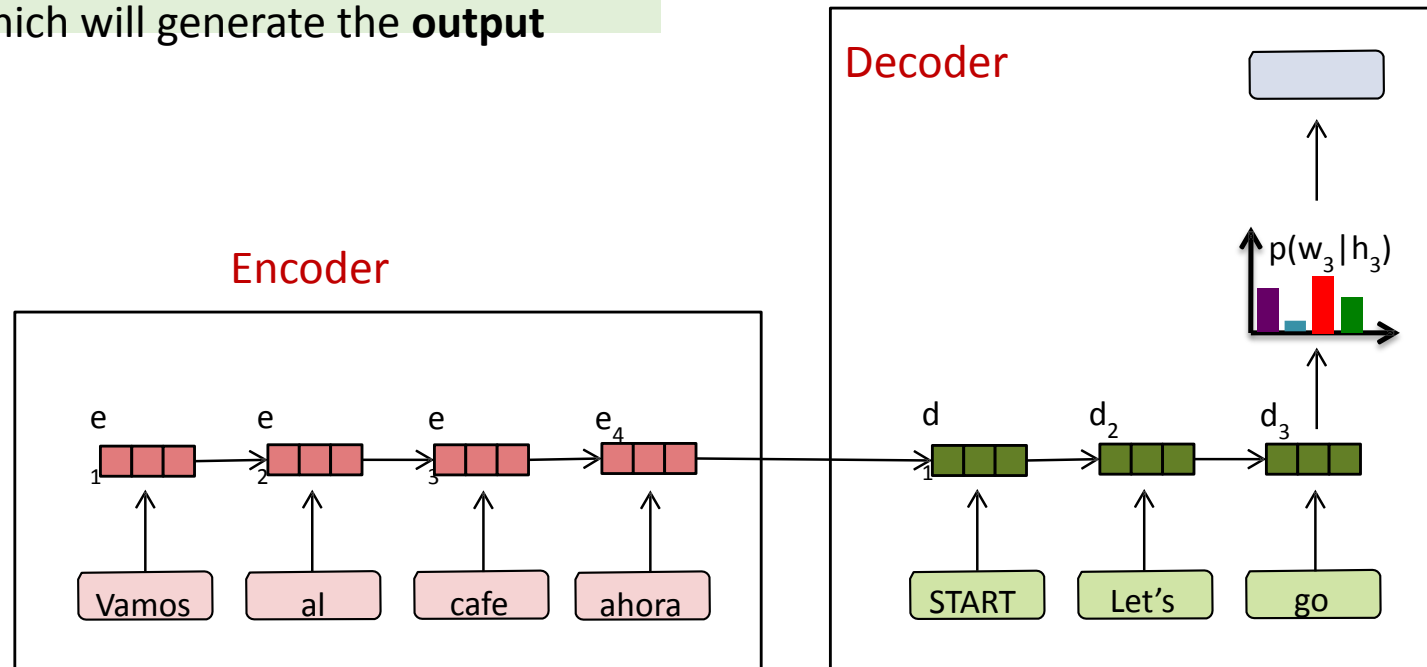 hich will generate the output
Decoder
p(w₃|h₃)
Encoder
e₁ e₂ e₃ e₄ d₁ d₂ d₃
Vamos al cafe ahora START Let's go